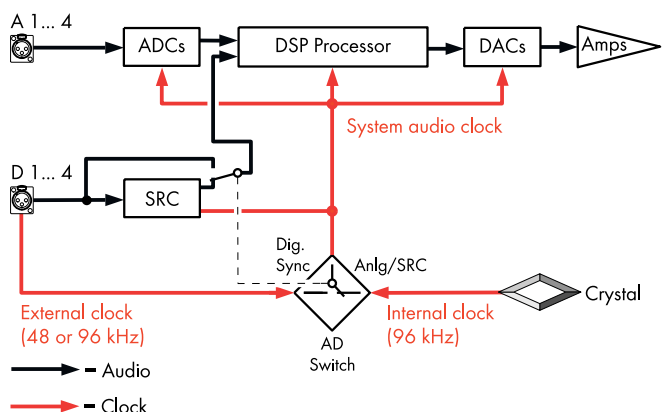 A 1... 4
ADCs
DSP Processor
DACs
Amps
System audio clock
D 1... 4
SRC
Dig.
Sync
Anlg/SRC
Crystal
External clock
(48 or 96 kHz)
Internal clock
(96 kHz)
AD
Switch
– Audio
– Clock